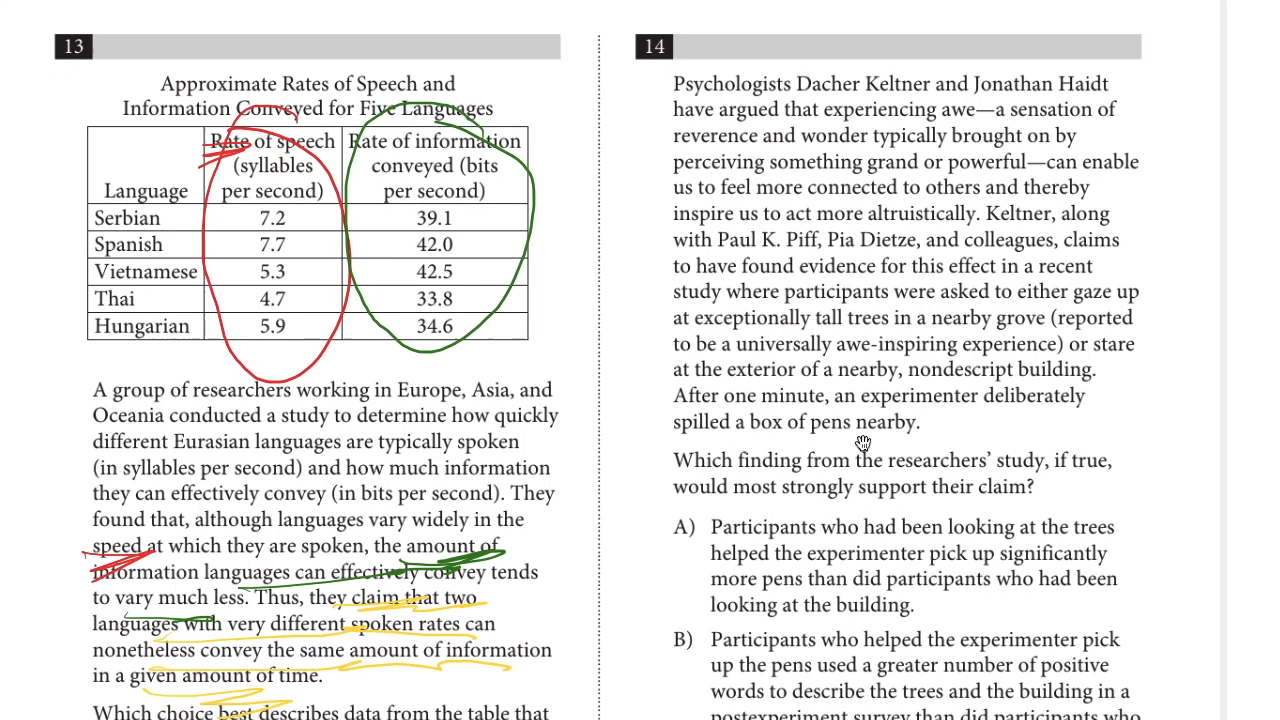 13
Approximate Rates of Speech and
Information Conveyed for Five Languages
Language
Rate of speech
(syllables
per second)
Rate of information
conveyed (bits
per second)
Serbian 7.2 39.1
Spanish 7.7 42.0
Vietnamese 5.3 42.5
Thai 4.7 33.8
Hungarian 5.9 34.6
A group of researchers working in Europe, Asia, and
Oceania conducted a study to determine how quickly
different Eurasian languages are typically spoken
(in syllables per second) and how much information
they can effectively convey (in bits per second). They
found that, although languages vary widely in the
speed at which they are spoken, the amount of
information languages can effectively convey tends
to vary much less. Thus, they claim that two
languages with very different spoken rates can
nonetheless convey the same amount of information
in a given amount of time.
Which choice best describes data from the table that
14
Psychologists Dacher Keltner and Jonathan Haidt
have argued that experiencing awe—a sensation of
reverence and wonder typically brought on by
perceiving something grand or powerful—can enable
us to feel more connected to others and thereby
inspire us to act more altruistically. Keltner, along
with Paul K. Piff, Pia Dietze, and colleagues, claims
to have found evidence for this effect in a recent
study where participants were asked to either gaze up
at exceptionally tall trees in a nearby grove (reported
to be a universally awe-inspiring experience) or stare
at the exterior of a nearby, nondescript building.
After one minute, an experimenter deliberately
spilled a box of pens nearby.
Which finding from the researchers' study, if true,
would most strongly support their claim?
A) Participants who had been looking at the trees
helped the experimenter pick up significantly
more pens than did participants who had been
looking at the building.
B) Participants who helped the experimenter pick
up the pens used a greater number of positive
words to describe the trees and the building in a
postexperiment survey than did participants who